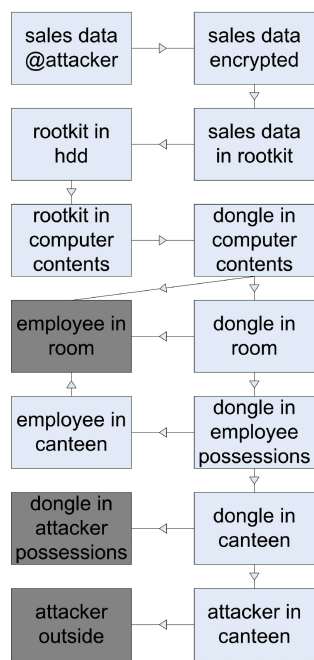 sales data
@attacker
sales data
encrypted
rootkit in
hdd
sales data
in rootkit
rootkit in
computer
contents
dongle in
computer
contents
employee in
room
dongle in
room
employee in
canteen
dongle in
employee
possessions
dongle in
attacker
possessions
dongle in
canteen
attacker
outside
attacker in
canteen